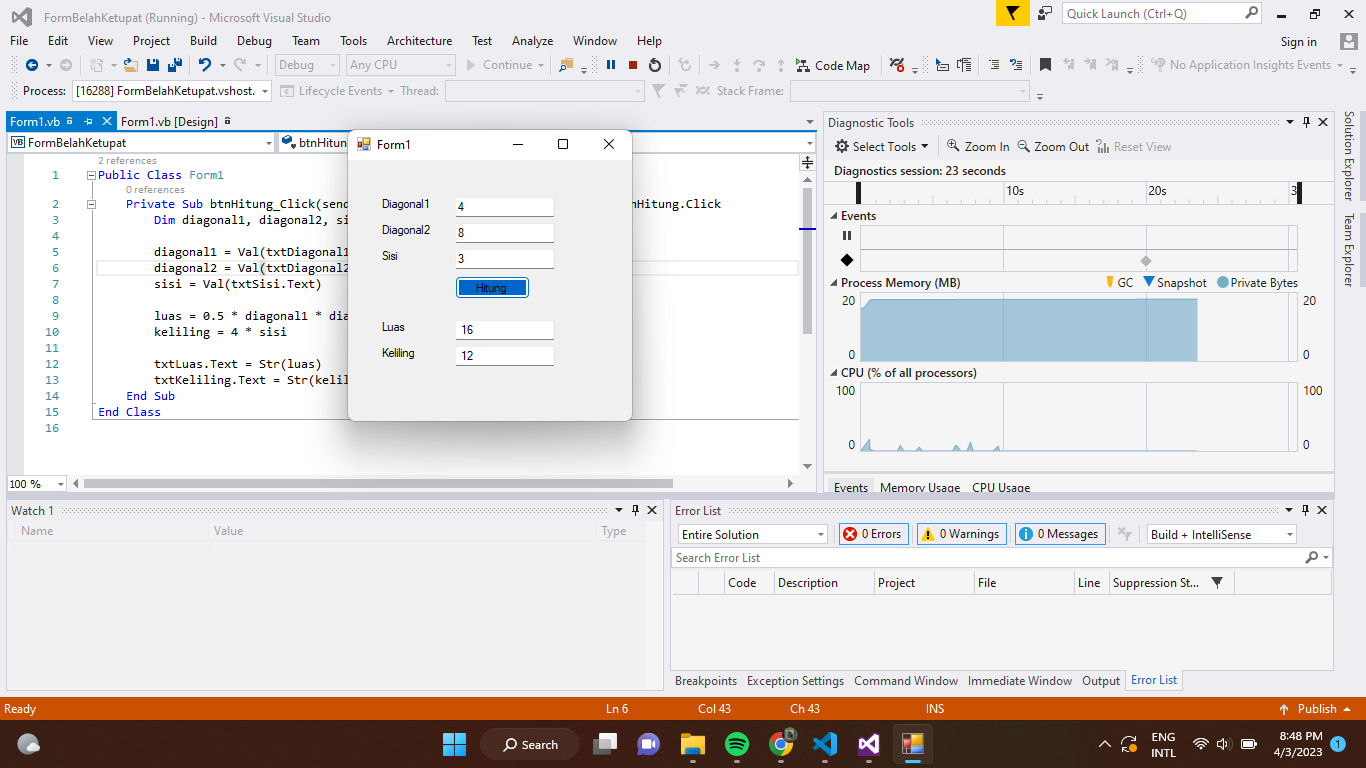 FormBelahKetupat (Running) - Microsoft Visual Studio
Quick Launch (Ctrl+Q)
File Edit View Project Build Debug Team Tools Architecture Test Analyze Window Help
Sign in
Debug Any CPU Continue Code Map No Application Insights Events
Process: [16288] FormBelahKetupat.vshost. Lifecycle Events Thread: Stack Frame:
Form1.vb Form1.vb [Design]
VB FormBelahKetupat btnHitung
2 references
1 Public Class Form1
0 references
2 Private Sub btnHitung_Click(send nHitung.Click
3 Dim diagonal1, diagonal2, si
4
5 diagonal1 = Val(txtDiagonal1
6 diagonal2 = Val(txtDiagonal2
7 sisi = Val(txtSisi.Text)
8
9 luas = 0.5 * diagonal1 * dia
10 keliling = 4 * sisi
11
12 txtLuas.Text = Str(luas)
13 txtKeliling.Text = Str(kelil
14 End Sub
15 End Class
16
100 %
Form1
Diagonal1 4
Diagonal2 8
Sisi 3
Hitung
Luas 16
Keliling 12
Diagnostic Tools
Select Tools Zoom In Zoom Out Reset View
Diagnostics session: 23 seconds
10s 20s 3
Events
Process Memory (MB) GC Snapshot Private Bytes
20 20
0 0
CPU (% of all processors)
100 100
0 0
Events Memory Usage CPU Usage
Solution Explorer
Team Explorer
Watch 1
Name Value Type
Error List
Entire Solution 0 Errors 0 Warnings 0 Messages Build + IntelliSense
Search Error List
Code Description Project File Line Suppression St...
Breakpoints Exception Settings Command Window Immediate Window Output Error List
Ready Ln 6 Col 43 Ch 43 INS Publish
Search
ENG
INTL
8:48 PM
4/3/2023
1